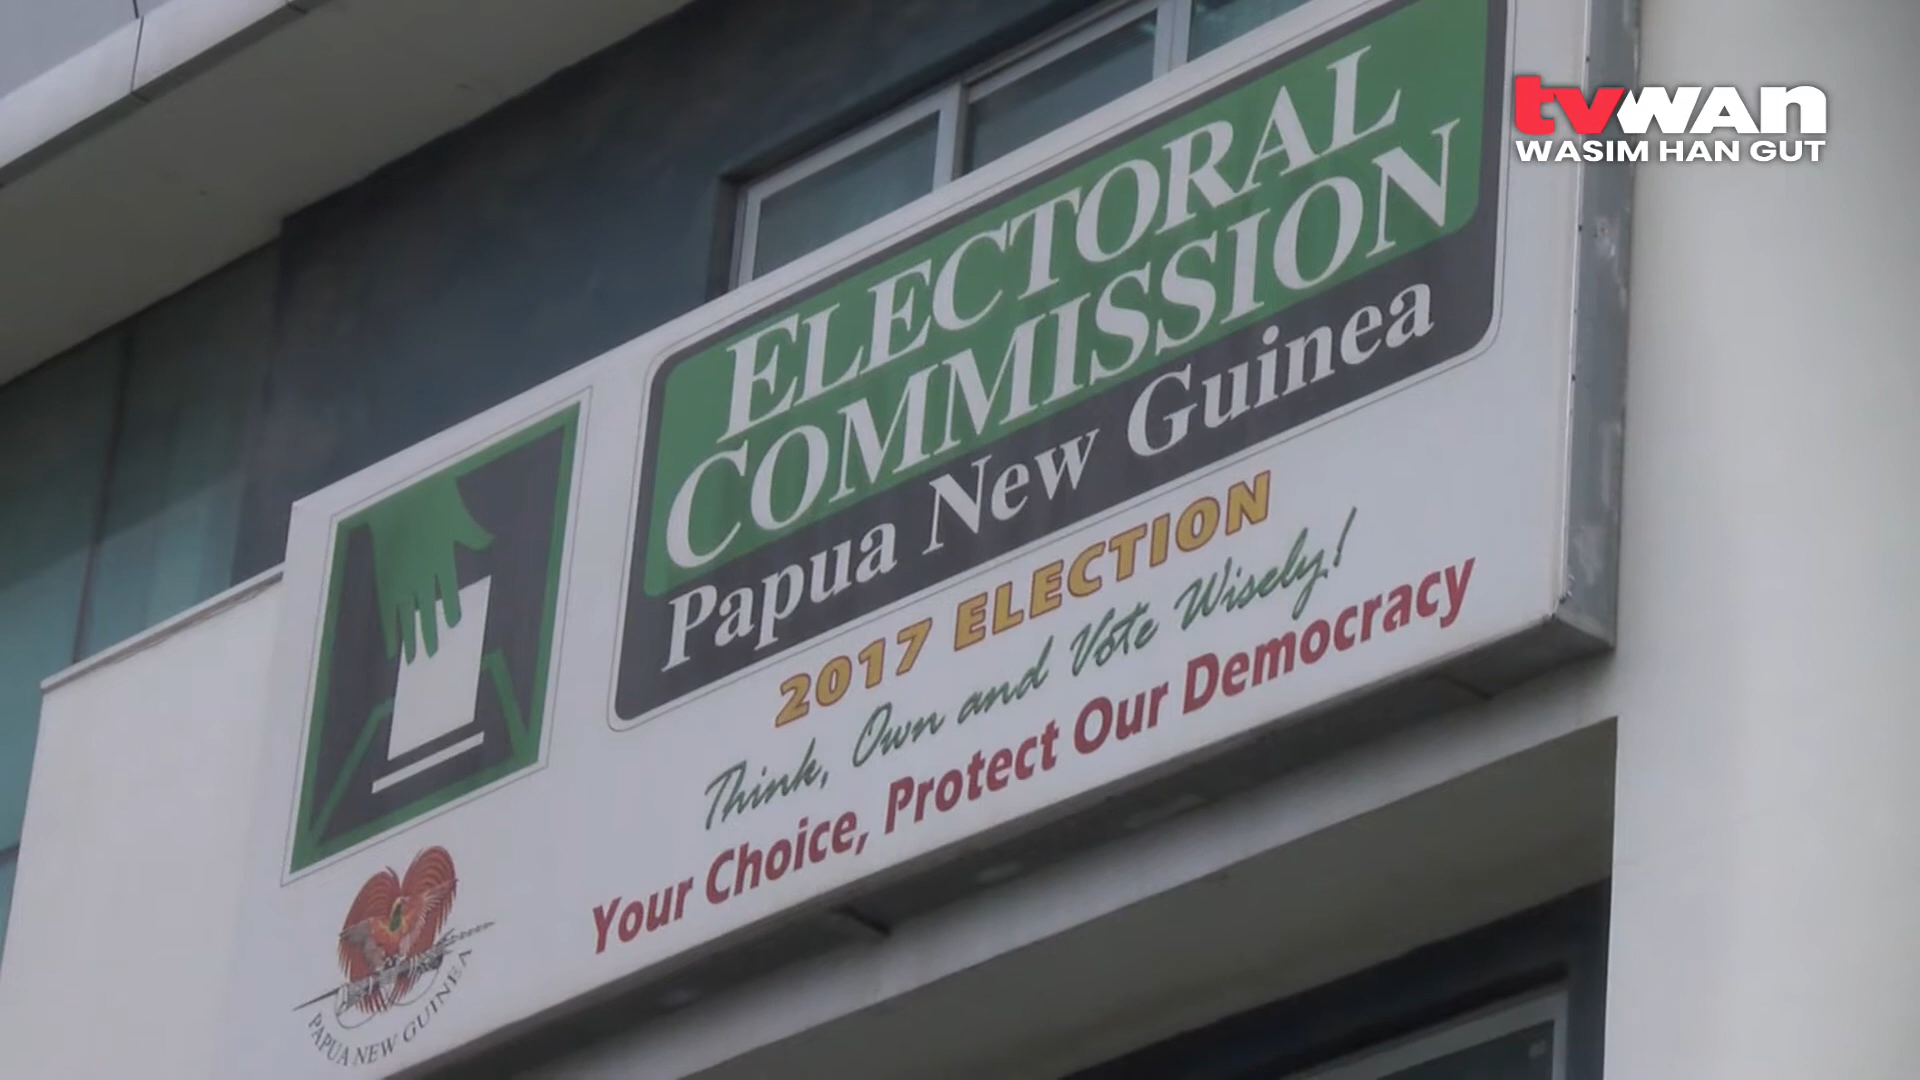 tvwan
WASIM HAN GUT
ELECTORAL
COMMISSION
Papua New Guinea
2017 ELECTION
Think, Own and Vote Wisely!
Your Choice, Protect Our Democracy
PAPUA NEW GUINEA